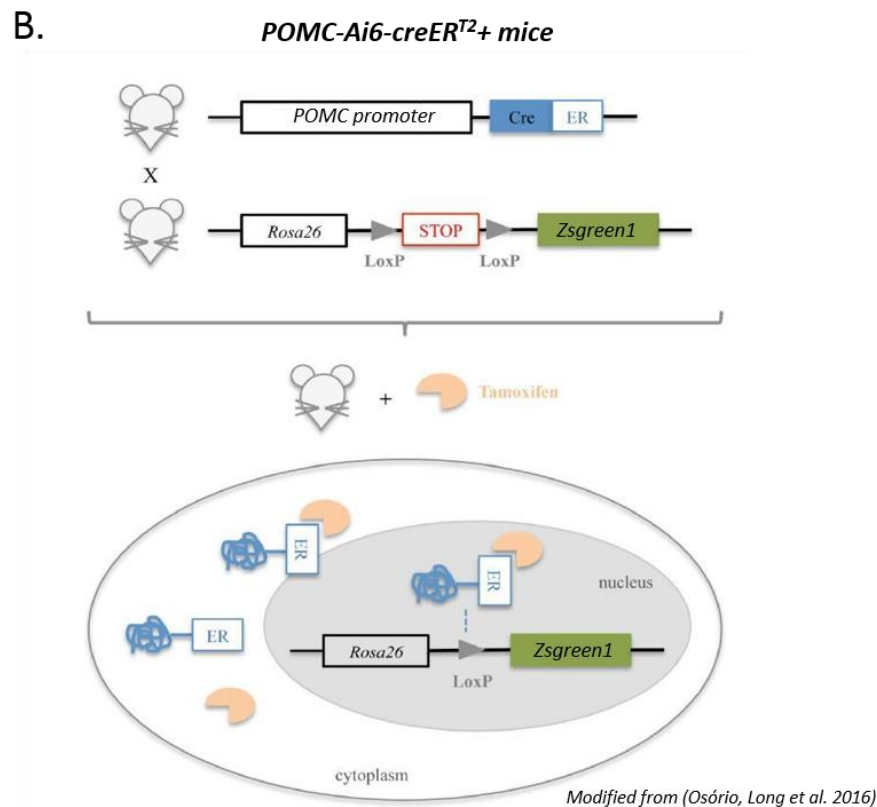 B.
POMC-Ai6-creERT2+ mice
POMC promoter
Cre
ER
X
Rosa26
STOP
Zsgreen1
LoxP
LoxP
+
Tamoxifen
ER
ER
nucleus
ER
Rosa26
Zsgreen1
LoxP
cytoplasm
Modified from (Osório, Long et al. 2016)